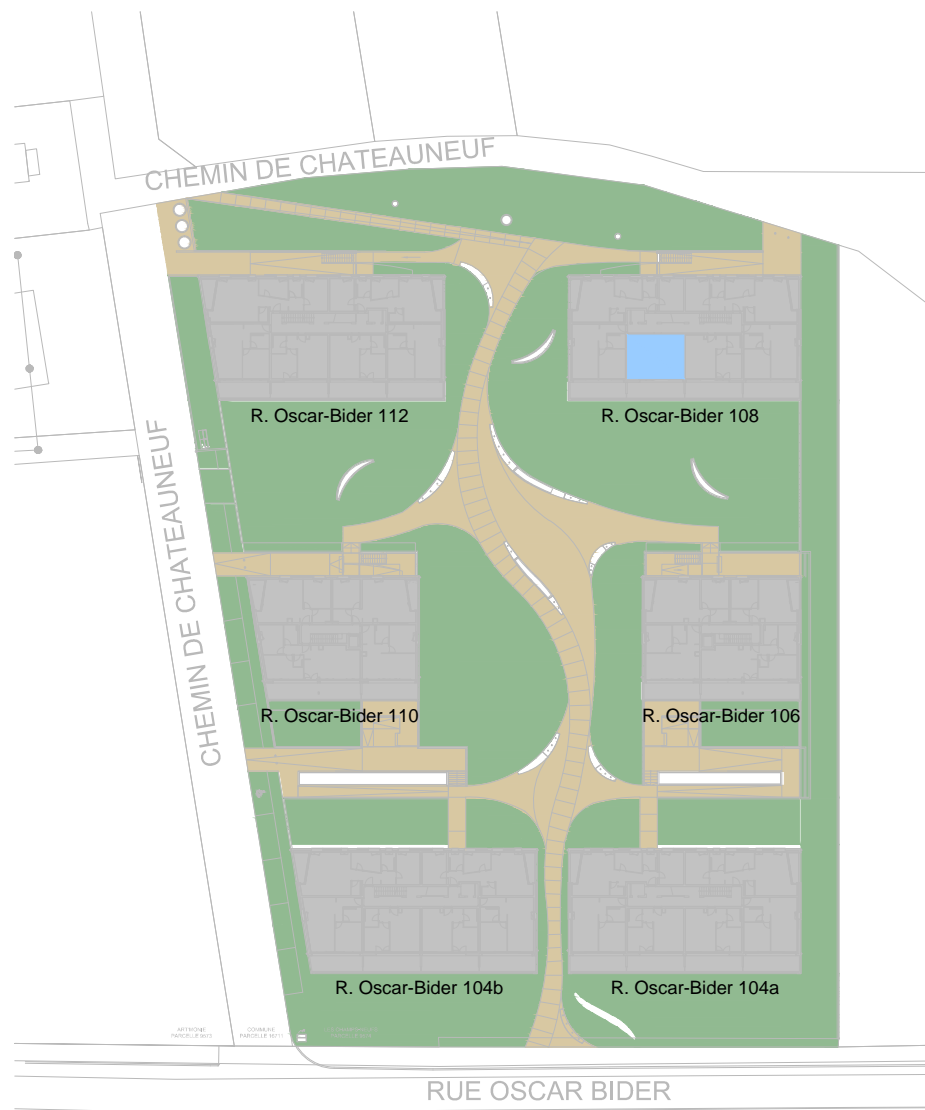 CHEMIN DE CHATEAUNEUF
R. Oscar-Bider 112
R. Oscar-Bider 108
CHEMIN DE CHATEAUNEUF
R. Oscar-Bider 110
R. Oscar-Bider 106
R. Oscar-Bider 104b
R. Oscar-Bider 104a
COMMUNE
RUE OSCAR BIDER